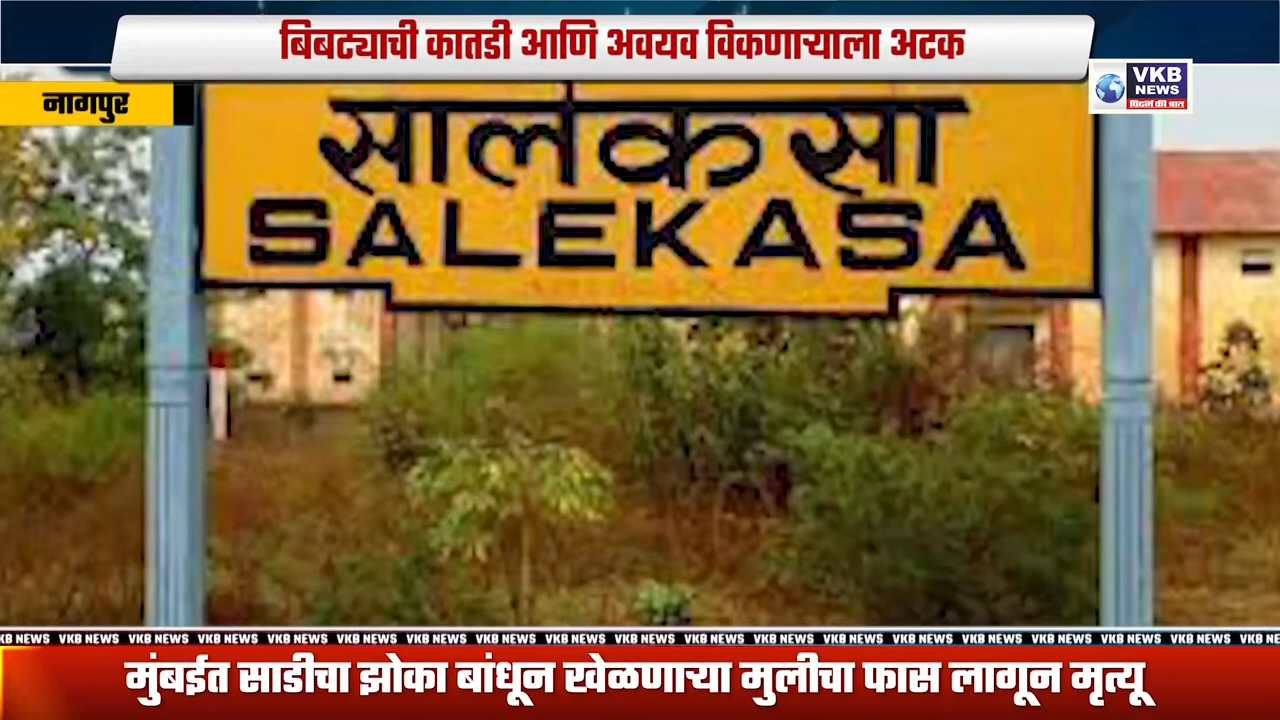 बिबट्याची कातडी आणि अवयव विकणाऱ्याला अटक
VKB
NEWS
विदर्भ की बात
नागपुर
सालेकसा
SALEKASA
KB NEWS VKB NEWS VKB NEWS VKB NEWS VKB NEWS VKB NEWS VKB NEWS VKB NEWS VKB NEWS VKB NEWS VKB NEWS VKB NEWS VKB NEWS VKB NEWS VKB NEWS VKB NEWS VKB NEWS VKB NEWS VKB NE
मुंबईत साडीचा झोका बांधून खेळणाऱ्या मुलीचा फास लागून मृत्यू